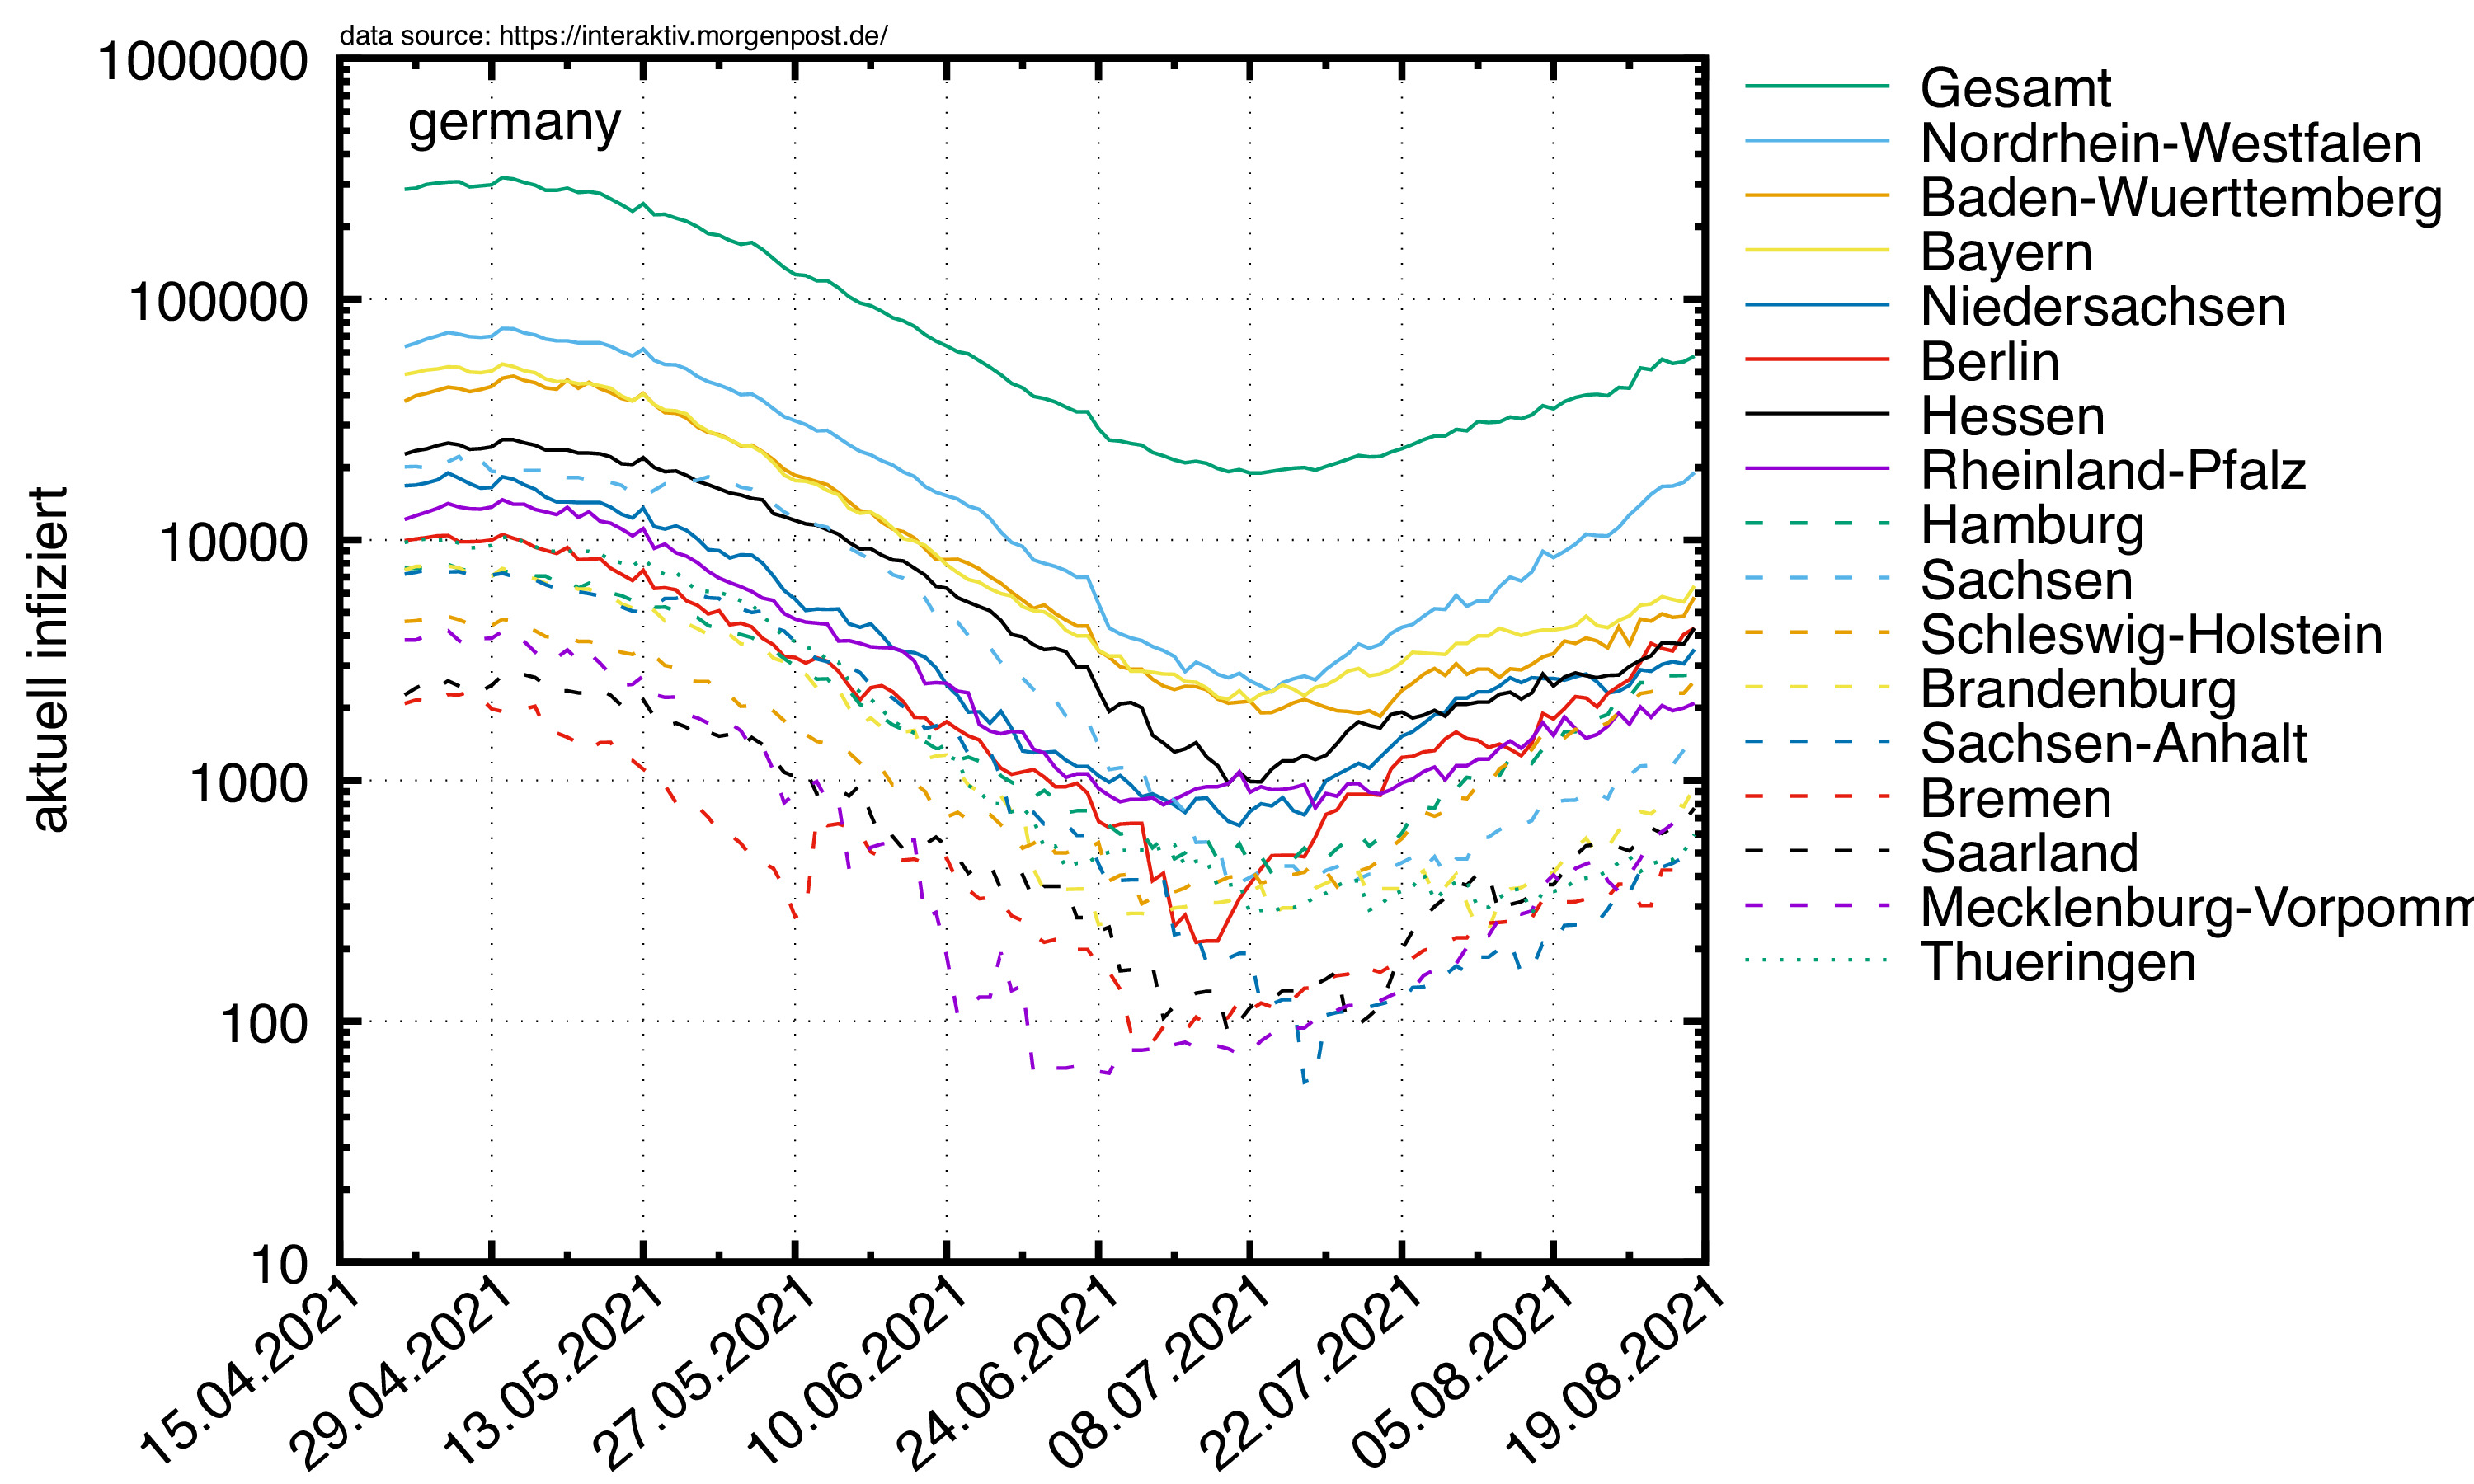 data source: https://interaktiv.morgenpost.de/
germany
aktuell infiziert
1000000
100000
10000
1000
100
10
15.04.2021
29.04.2021
13.05.2021
27.05.2021
10.06.2021
24.06.2021
08.07.2021
22.07.2021
05.08.2021
19.08.2021
Gesamt
Nordrhein-Westfalen
Baden-Wuerttemberg
Bayern
Niedersachsen
Berlin
Hessen
Rheinland-Pfalz
Hamburg
Sachsen
Schleswig-Holstein
Brandenburg
Sachsen-Anhalt
Bremen
Saarland
Mecklenburg-Vorpomm
Thueringen